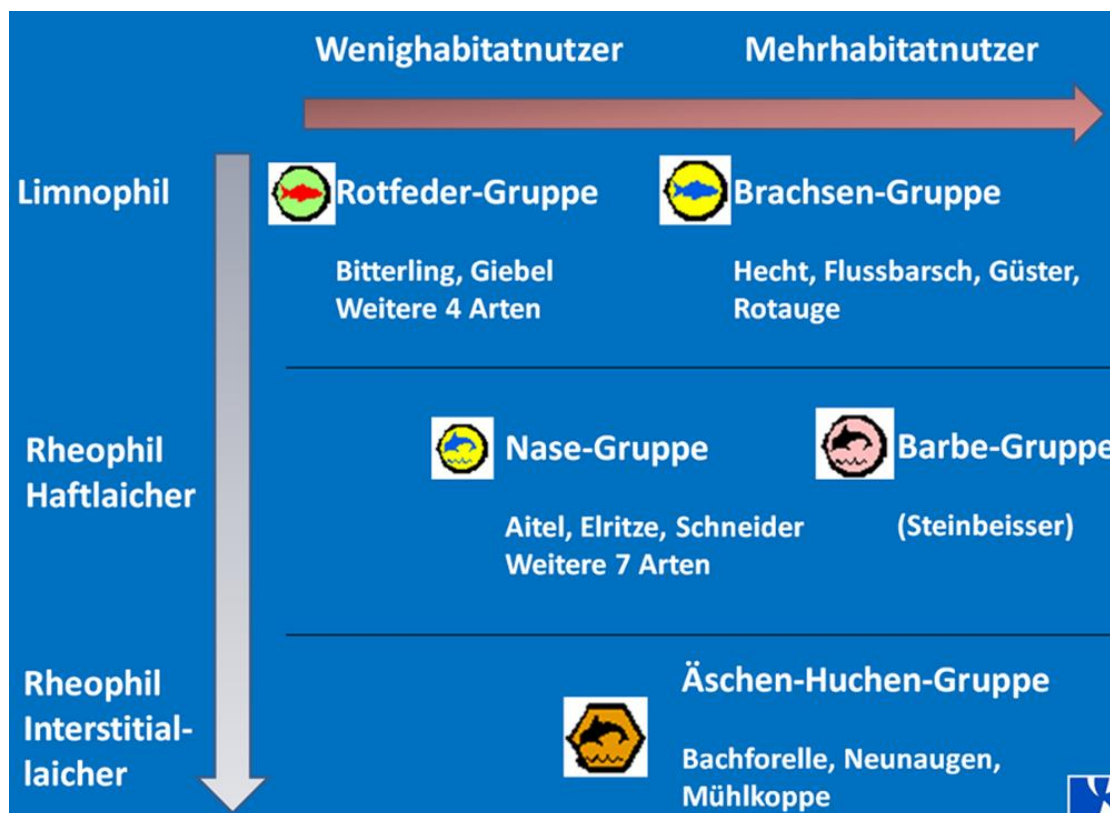 Wenighabitatnutzer
Mehrhabitatnutzer
Limnophil
Rotfeder-Gruppe
Bitterling, Giebel
Weitere 4 Arten
Brachsen-Gruppe
Hecht, Flussbarsch, Güster,
Rotauge
Rheophil
Haftlaicher
Nase-Gruppe
Aitel, Elritze, Schneider
Weitere 7 Arten
Barbe-Gruppe
(Steinbeisser)
Rheophil
Interstitial-
laicher
Äschen-Huchen-Gruppe
Bachforelle, Neunaugen,
Mühlkoppe